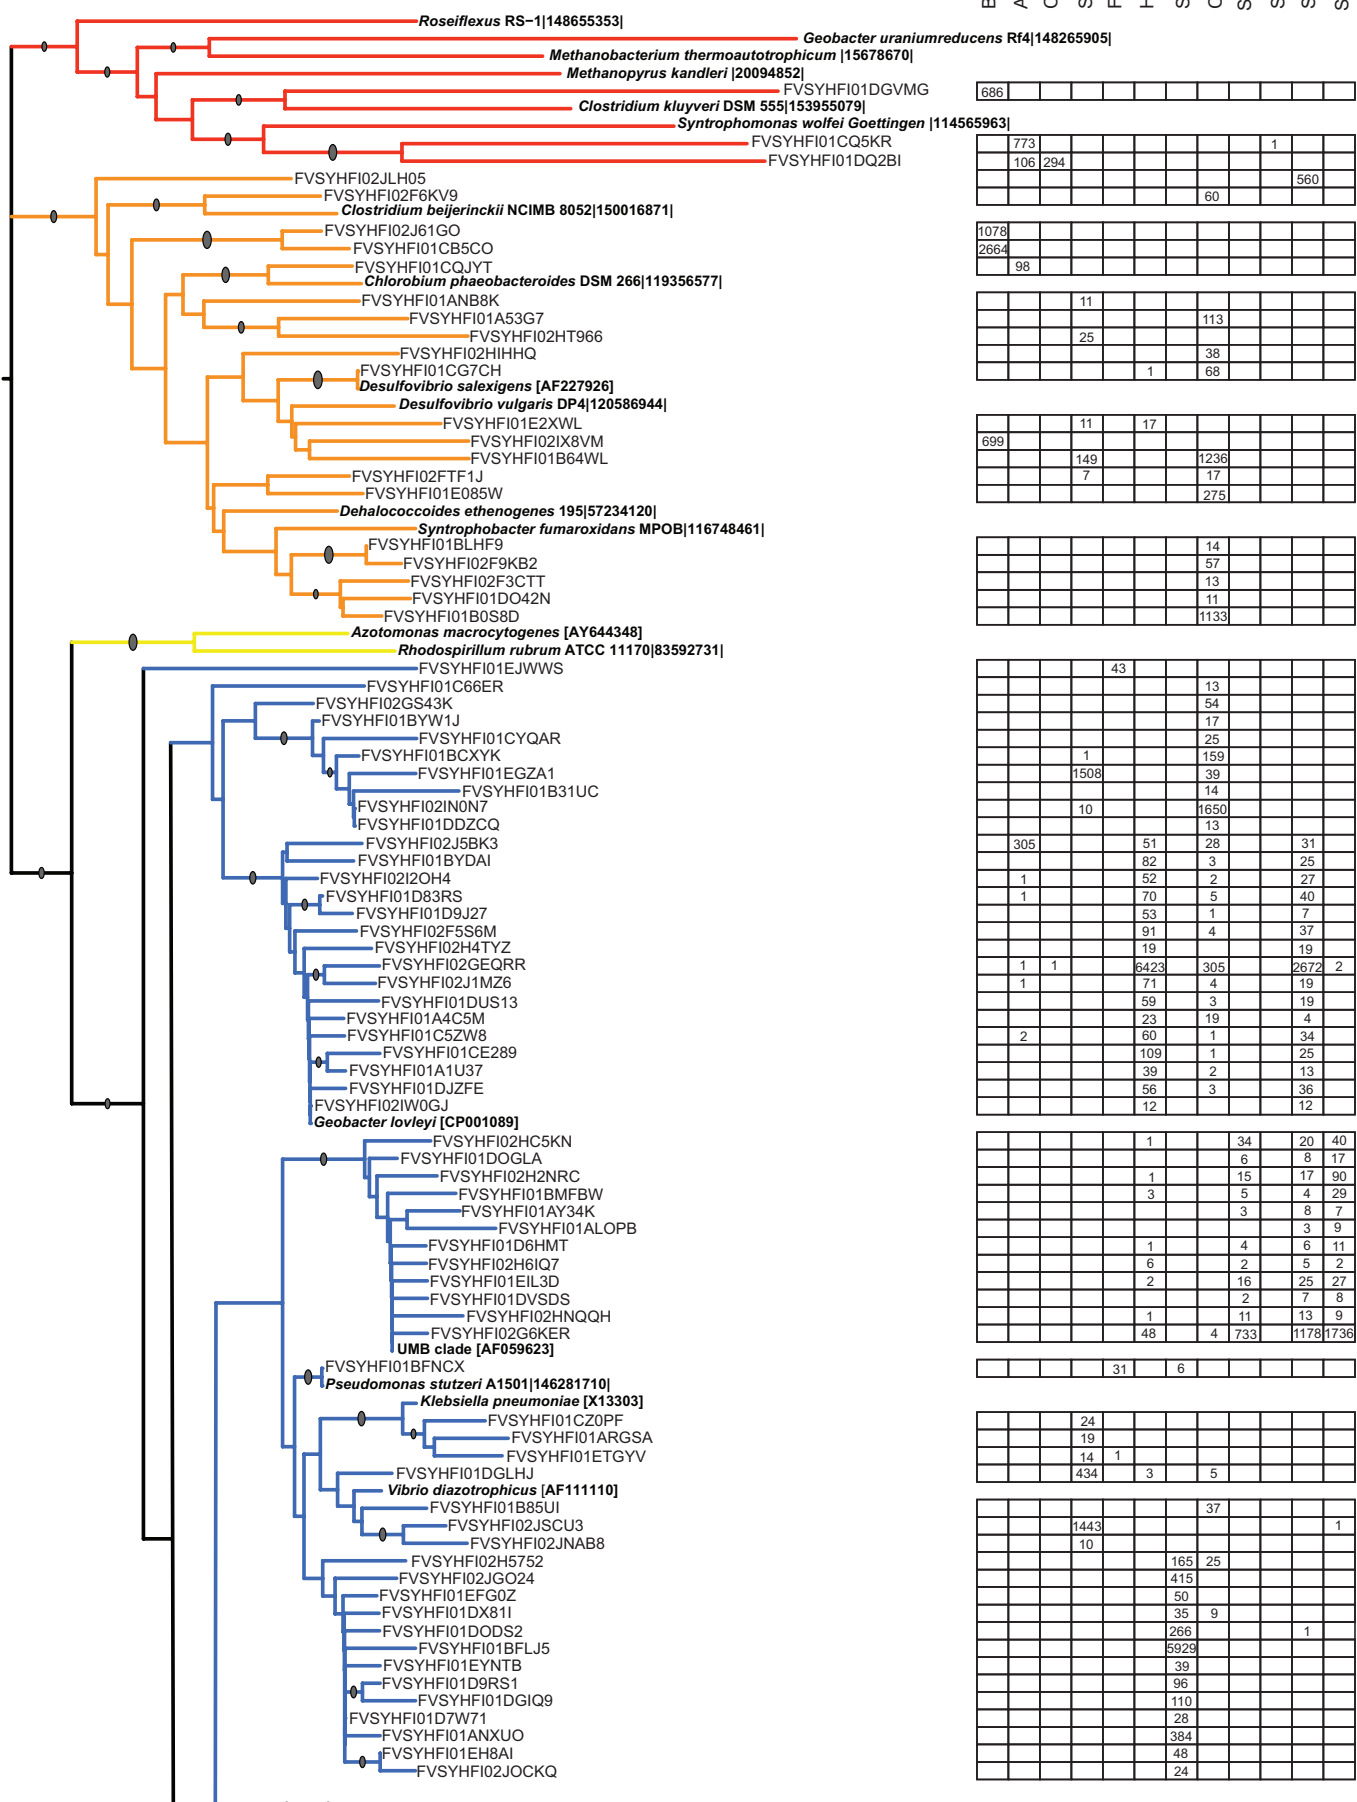 B A C S F H S C S S S S
Roseiflexus RS−1|148655353|
Geobacter uraniumreducens Rf4|148265905|
Methanobacterium thermoautotrophicum |15678670|
Methanopyrus kandleri |20094852|
FVSYHFI01DGVMG 686
Clostridium kluyveri DSM 555|153955079|
Syntrophomonas wolfei Goettingen |114565963|
FVSYHFI01CQ5KR 773 1
FVSYHFI01DQ2BI 106 294
FVSYHFI02JLH05 560
FVSYHFI02F6KV9 60
Clostridium beijerinckii NCIMB 8052|150016871|
FVSYHFI02J61GO 1078
FVSYHFI01CB5CO 2664
FVSYHFI01CQJYT 98
Chlorobium phaeobacteroides DSM 266|119356577|
FVSYHFI01ANB8K 11
FVSYHFI01A53G7 113
FVSYHFI02HT966 25
FVSYHFI02HIHHQ 38
FVSYHFI01CG7CH 1 68
Desulfovibrio salexigens [AF227926]
Desulfovibrio vulgaris DP4|120586944|
FVSYHFI01E2XWL 11 17
FVSYHFI02IX8VM 699
FVSYHFI01B64WL 149 1236
FVSYHFI02FTF1J 7 17
FVSYHFI01E085W 275
Dehalococcoides ethenogenes 195|57234120|
Syntrophobacter fumaroxidans MPOB|116748461|
FVSYHFI01BLHF9 14
FVSYHFI02F9KB2 57
FVSYHFI02F3CTT 13
FVSYHFI01DO42N 11
FVSYHFI01B0S8D 1133
Azotomonas macrocytogenes [AY644348]
Rhodospirillum rubrum ATCC 11170|83592731|
FVSYHFI01EJWWS 43
FVSYHFI01C66ER 13
FVSYHFI02GS43K 54
FVSYHFI01BYW1J 17
FVSYHFI01CYQAR 25
FVSYHFI01BCXYK 1 159
FVSYHFI01EGZA1 1508 39
FVSYHFI01B31UC 14
FVSYHFI02IN0N7 10 1650
FVSYHFI01DDZCQ 13
FVSYHFI02J5BK3 305 51 28 31
FVSYHFI01BYDAI 82 3 25
FVSYHFI02I2OH4 1 52 2 27
FVSYHFI01D83RS 1 70 5 40
FVSYHFI01D9J27 53 1 7
FVSYHFI02F5S6M 91 4 37
FVSYHFI02H4TYZ 19 19
FVSYHFI02GEQRR 1 1 6423 305 2672 2
FVSYHFI02J1MZ6 1 71 4 19
FVSYHFI01DUS13 59 3 19
FVSYHFI01A4C5M 23 19 4
FVSYHFI01C5ZW8 2 60 1 34
FVSYHFI01CE289 109 1 25
FVSYHFI01A1U37 39 2 13
FVSYHFI01DJZFE 56 3 36
FVSYHFI02IW0GJ 12 12
Geobacter lovleyi [CP001089]
FVSYHFI02HC5KN 1 34 20 40
FVSYHFI01DOGLA 6 8 17
FVSYHFI02H2NRC 1 15 17 90
FVSYHFI01BMFBW 3 5 4 29
FVSYHFI01AY34K 3 8 7
FVSYHFI01ALOPB 3 9
FVSYHFI01D6HMT 1 4 6 11
FVSYHFI02H6IQ7 6 2 5 2
FVSYHFI01EIL3D 2 16 25 27
FVSYHFI01DVSDS 2 7 8
FVSYHFI02HNQQH 1 11 13 9
FVSYHFI02G6KER 48 4 733 1178 1736
UMB clade [AF059623]
FVSYHFI01BFNCX 31 6
Pseudomonas stutzeri A1501|146281710|
Klebsiella pneumoniae [X13303]
FVSYHFI01CZ0PF 24
FVSYHFI01ARGSA 19
FVSYHFI01ETGYV 14 1
FVSYHFI01DGLHJ 434 3 5
Vibrio diazotrophicus [AF111110]
FVSYHFI01B85UI 37
FVSYHFI02JSCU3 1443 1
FVSYHFI02JNAB8 10
FVSYHFI02H5752 165 25
FVSYHFI02JGO24 415
FVSYHFI01EFG0Z 50
FVSYHFI01DX81I 35 9
FVSYHFI01DODS2 266 1
FVSYHFI01BFLJ5 5929
FVSYHFI01EYNTB 39
FVSYHFI01D9RS1 96
FVSYHFI01DGIQ9 110
FVSYHFI01D7W71 28
FVSYHFI01ANXUO 384
FVSYHFI01EH8AI 48
FVSYHFI02JOCKQ 24